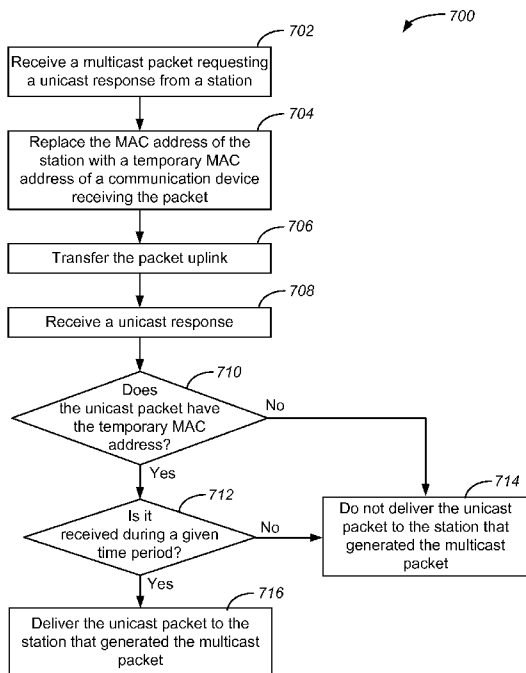 700
702
Receive a multicast packet requesting
a unicast response from a station
704
Replace the MAC address of the
station with a temporary MAC
address of a communication device
receiving the packet
706
Transfer the packet uplink
708
Receive a unicast response
710
Does
the unicast packet have
the temporary MAC
address?
No
Yes
712
Is it
received during a given
time period?
No
Yes
714
Do not deliver the unicast
packet to the station that
generated the multicast
packet
716
Deliver the unicast packet to the
station that generated the multicast
packet